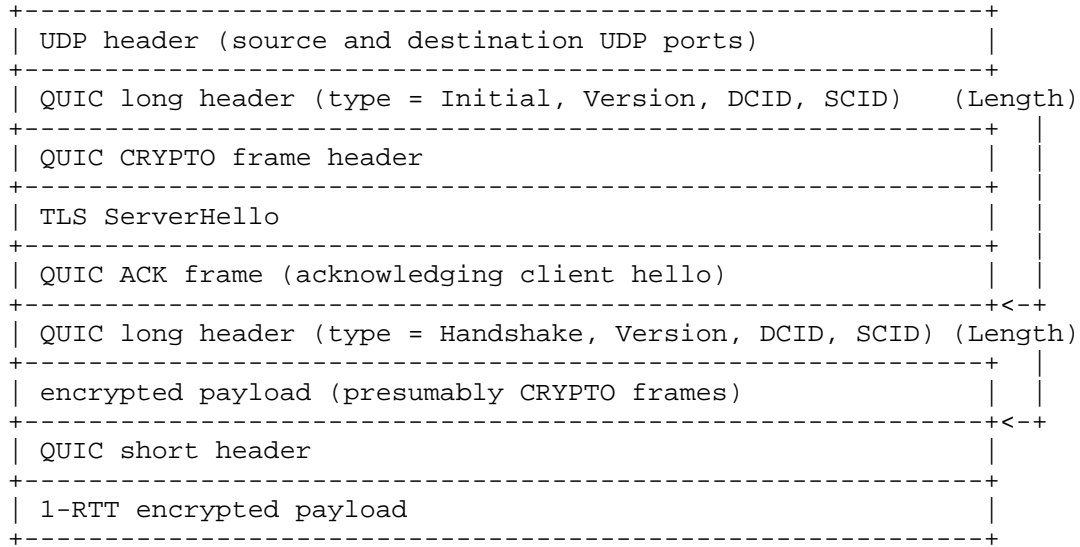 UDP header (source and destination UDP ports)
QUIC long header (type = Initial, Version, DCID, SCID) (Length)
QUIC CRYPTO frame header
TLS ServerHello
QUIC ACK frame (acknowledging client hello)
QUIC long header (type = Handshake, Version, DCID, SCID) (Length)
encrypted payload (presumably CRYPTO frames)
QUIC short header
1-RTT encrypted payload